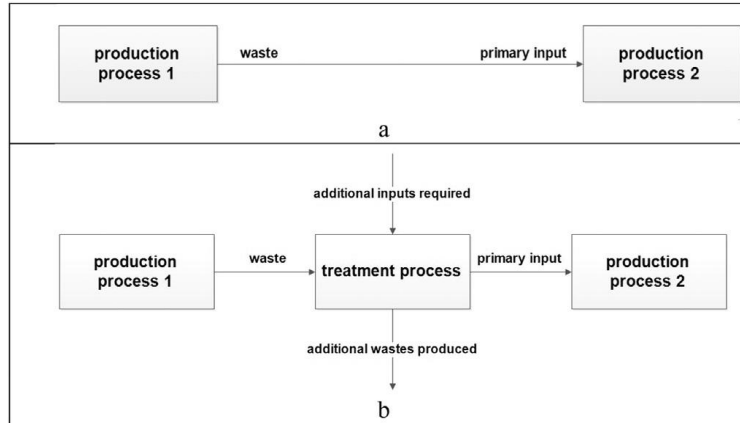 production
process 1
waste
primary input
production
process 2
a
additional inputs required
production
process 1
waste
treatment process
primary input
production
process 2
additional wastes produced
b